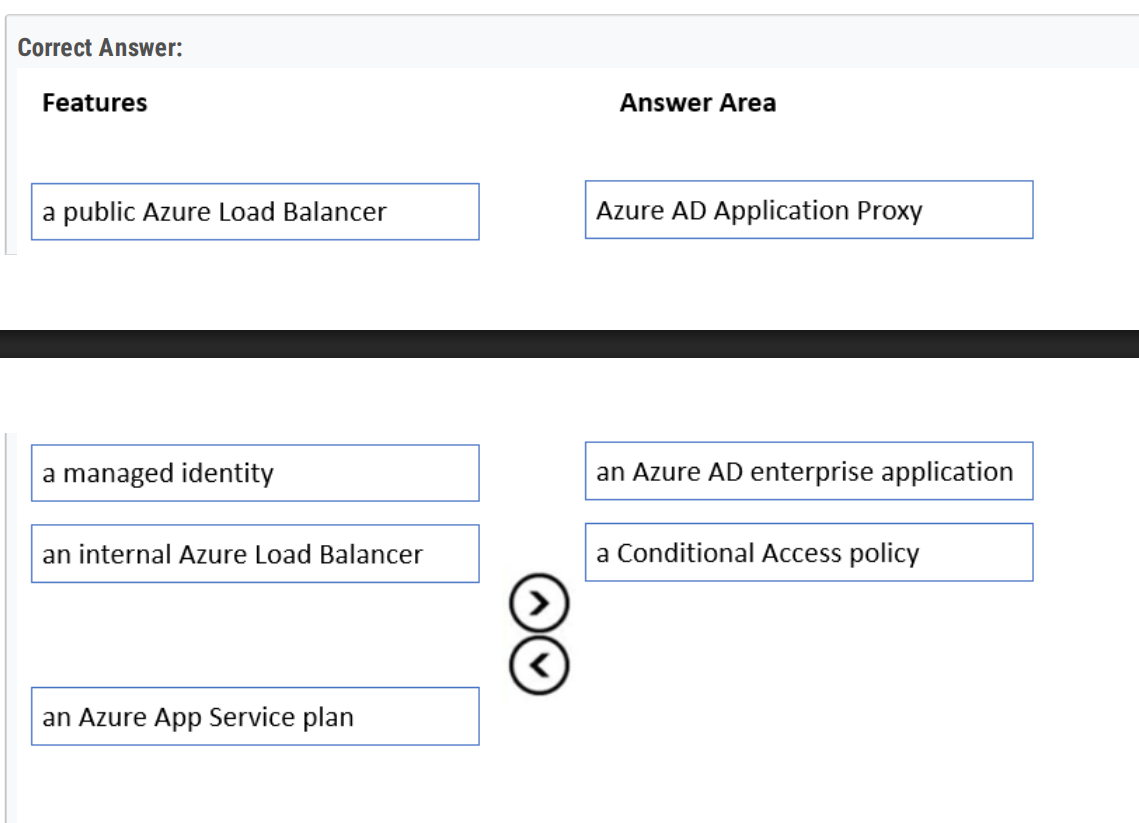 Correct Answer:
Features
Answer Area
a public Azure Load Balancer
Azure AD Application Proxy
a managed identity
an Azure AD enterprise application
an internal Azure Load Balancer
a Conditional Access policy
an Azure App Service plan